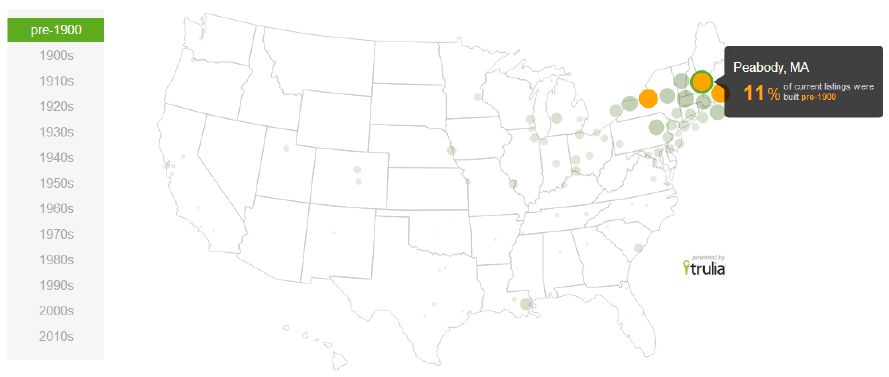 pre-1900
1900s
1910s
1920s
1930s
1940s
1950s
1960s
1970s
1980s
1990s
2000s
2010s
Peabody, MA
11% of current listings were
built pre-1900
powered by
trulia